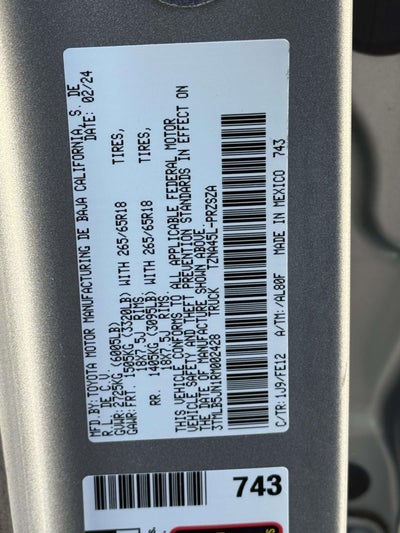 MFD. BY: TOYOTA MOTOR MANUFACTURING DE BAJA CALIFORNIA, S. DE
R.L. DE C.V. DATE: 02/24
GVWR: 2725KG (6005LB)
GAWR: FRT. 1505KG (3320LB) WITH 265/65R18 TIRES,
18X7.5J RIMS,
RR. 1405KG (3095LB) WITH 265/65R18 TIRES,
18X7.5J RIMS.
THIS VEHICLE CONFORMS TO ALL APPLICABLE FEDERAL MOTOR
VEHICLE SAFETY AND THEFT PREVENTION STANDARDS IN EFFECT ON
THE DATE OF MANUFACTURE SHOWN ABOVE.
3TMLB5JN1RM002428 TRUCK TZNA45L-PRZSZA
C/TR: 1J9/FE12 A/TM: /AL80F MADE IN MEXICO 743
743